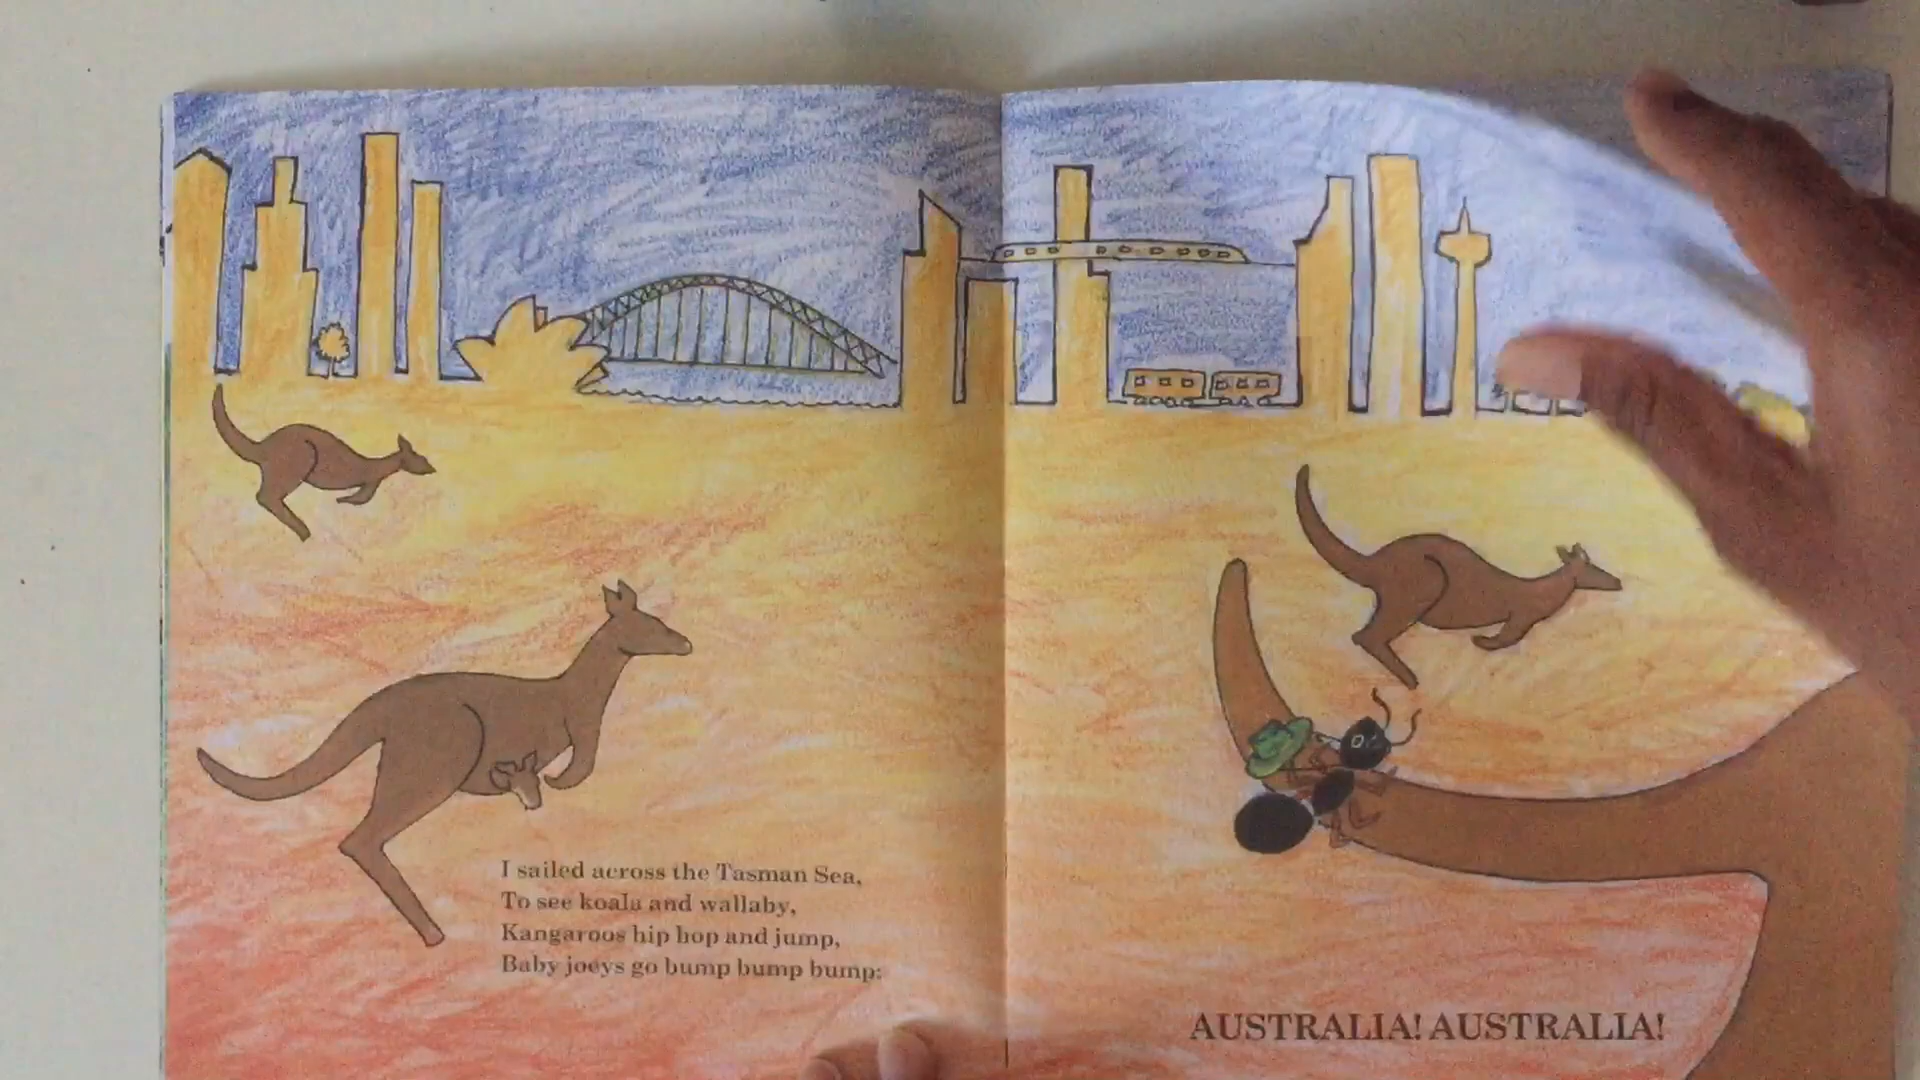 I sailed across the Tasman Sea,
To see koala and wallaby,
Kangaroos hip hop and jump,
Baby joeys go bump bump bump:
AUSTRALIA! AUSTRALIA!